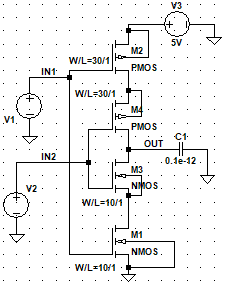 V3
5V
M2
W/L=30/1
PMOS
IN1
W/L=30/1
V1
M4
PMOS
OUT
C1
0.1e-12
IN2
M3
NMOS
V2
W/L=10/1
M1
NMOS
W/L=10/1